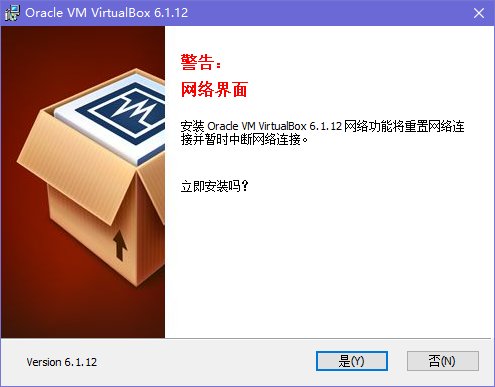 Oracle VM VirtualBox 6.1.12
警告：
网络界面
安装 Oracle VM VirtualBox 6.1.12 网络功能将重置网络连
接并暂时中断网络连接。
立即安装吗？
Version 6.1.12
是(Y)
否(N)